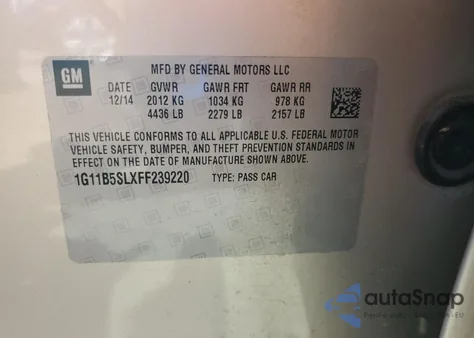 GM
MFD BY GENERAL MOTORS LLC
DATE GVWR GAWR FRT GAWR RR
12/14 2012 KG 1034 KG 978 KG
4436 LB 2279 LB 2157 LB
THIS VEHICLE CONFORMS TO ALL APPLICABLE U.S. FEDERAL MOTOR
VEHICLE SAFETY, BUMPER, AND THEFT PREVENTION STANDARDS IN
EFFECT ON THE DATE OF MANUFACTURE SHOWN ABOVE.
1G11B5SLXFF239220 TYPE: PASS CAR
autaSnap